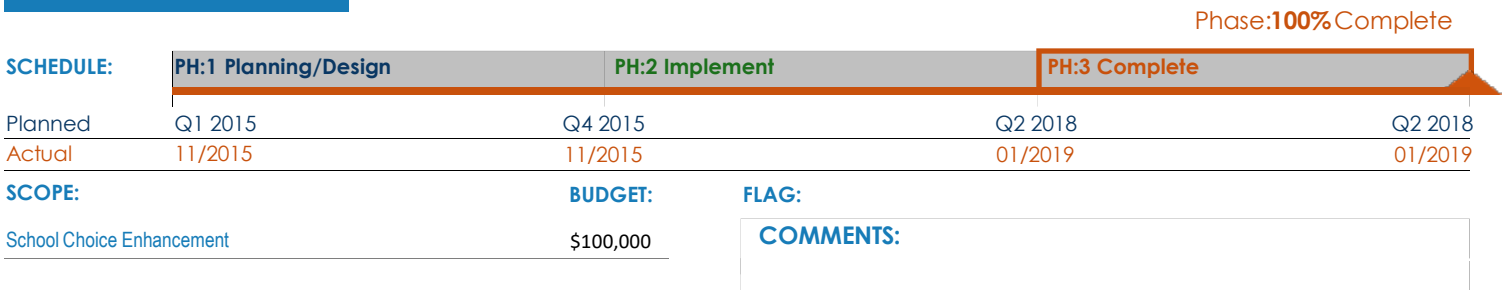 Phase:100%Complete
SCHEDULE: PH:1 Planning/Design PH:2 Implement PH:3 Complete
Planned Q1 2015 Q4 2015 Q2 2018 Q2 2018
Actual 11/2015 11/2015 01/2019 01/2019
SCOPE: BUDGET: FLAG:
School Choice Enhancement $100,000 COMMENTS: